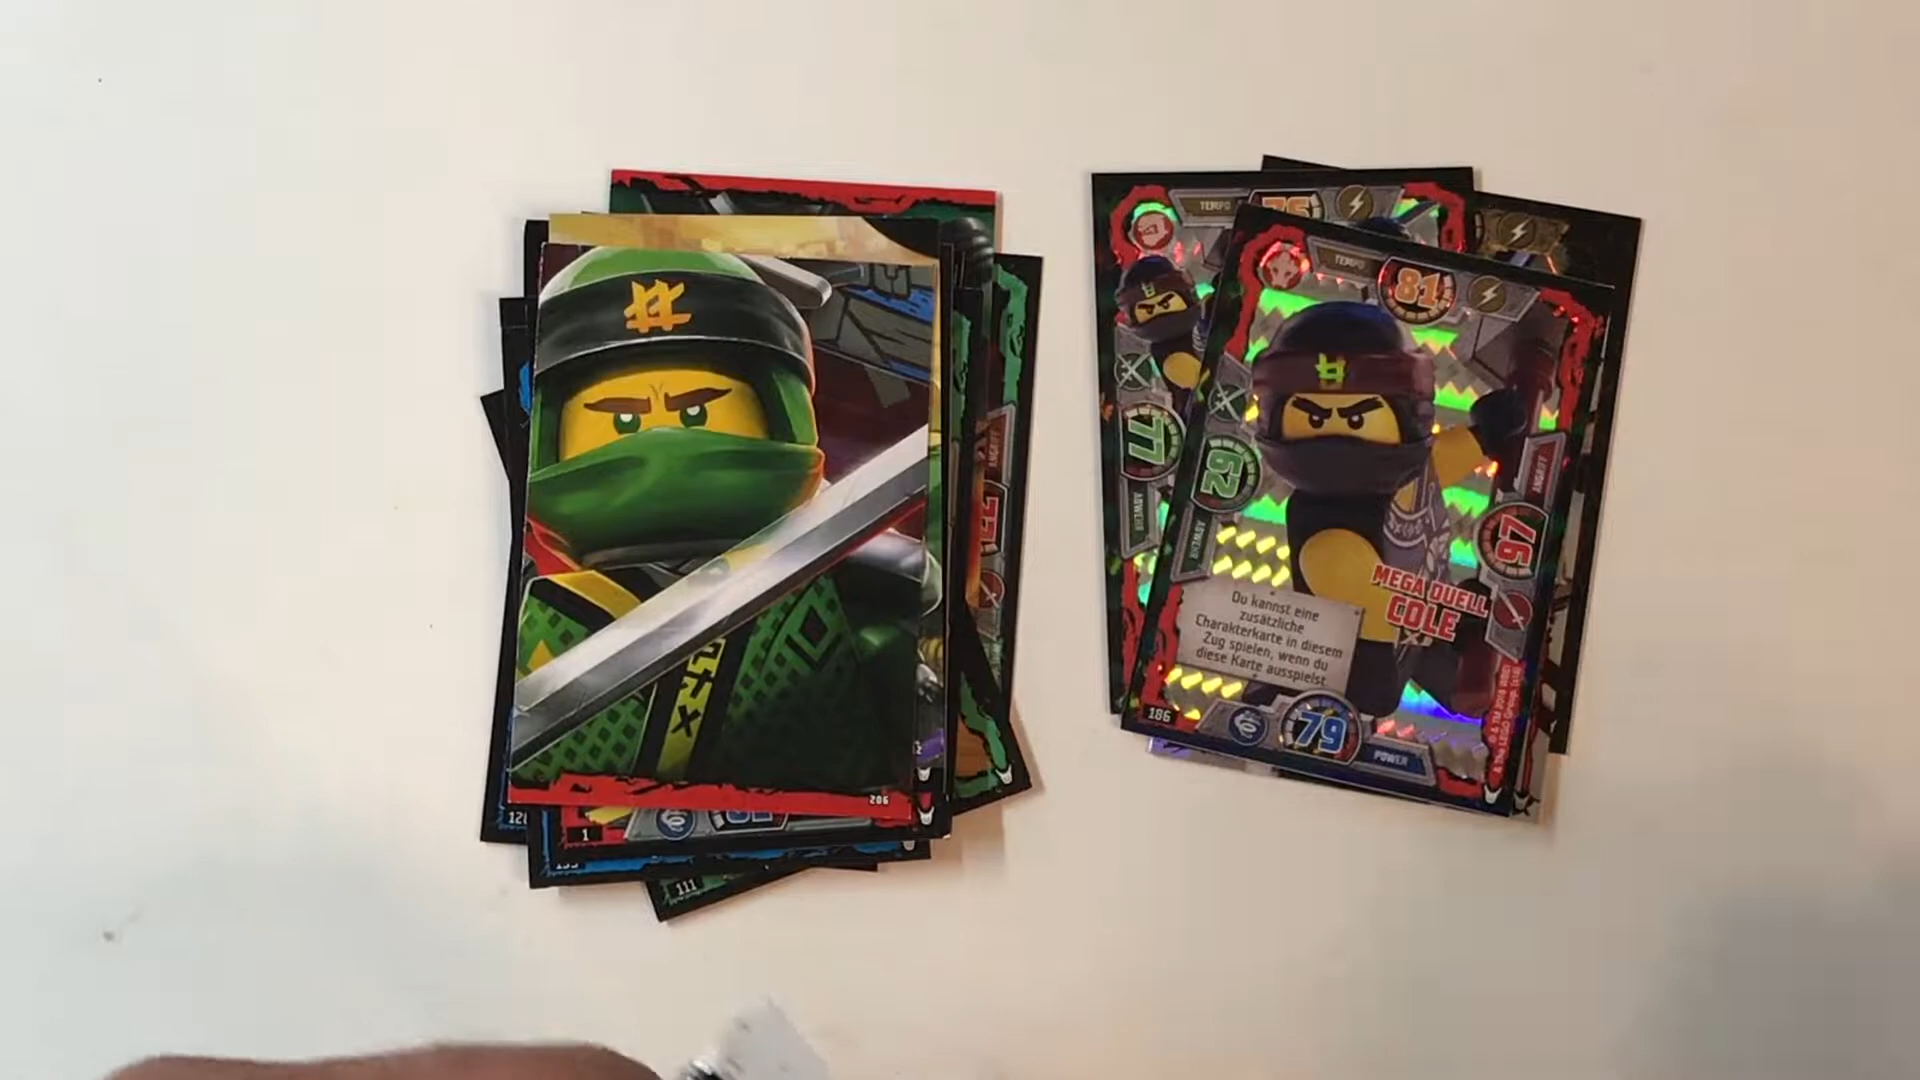 206
1
111
TEMPO
77
ABWEHR
TEMPO
81
62
ABWEHR
ANGRIFF
97
MEGA DUELL
COLE
Du kannst eine
zusätzliche
Charakterkarte in diesem
Zug spielen, wenn du
diese Karte ausspielst.
186
79
POWER